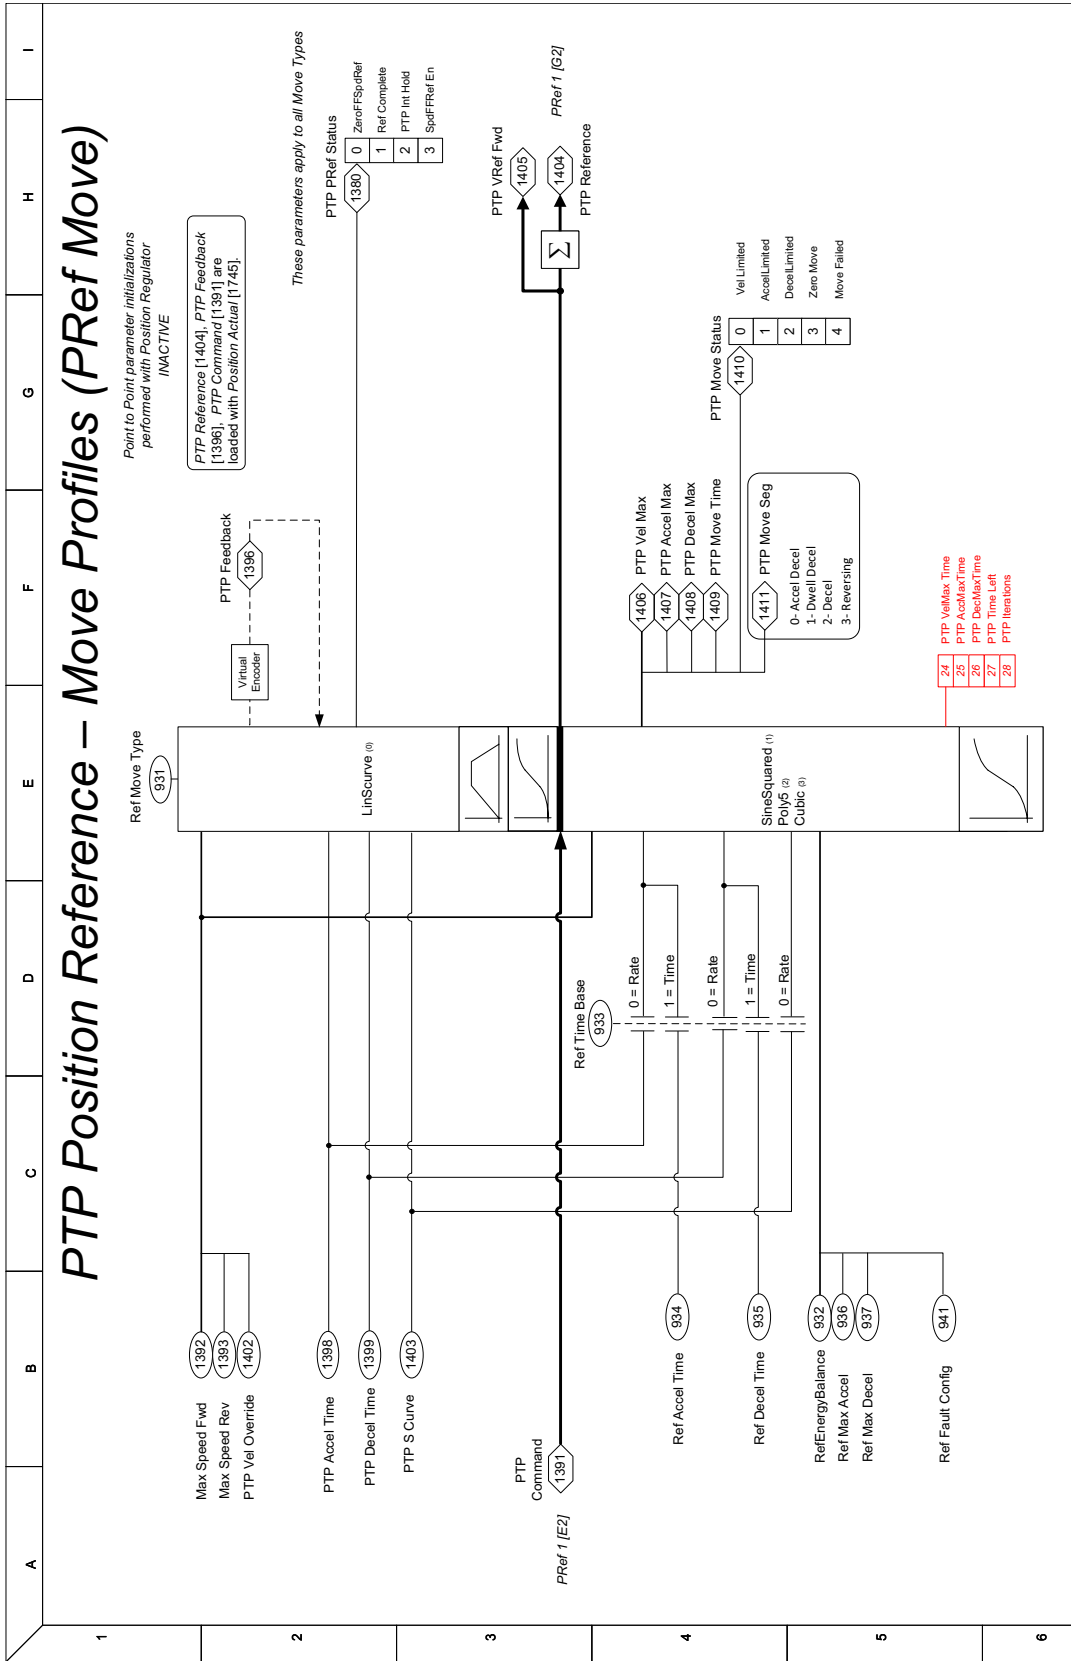 A
B
C
D
E
F
G
H
I
1
2
3
4
5
6
PTP Position Reference – Move Profiles (PRef Move)
Point to Point parameter initializations
performed with Position Regulator
INACTIVE
PTP Reference [1404], PTP Feedback
[1396], PTP Command [1391] are
loaded with Position Actual [1745].
These parameters apply to all Move Types
Max Speed Fwd
1392
Max Speed Rev
1393
PTP Vel Override
1402
PTP Accel Time
1398
PTP Decel Time
1399
PTP S Curve
1403
PTP
Command
1391
PRef 1 [E2]
Ref Accel Time
934
Ref Decel Time
935
RefEnergyBalance
932
Ref Max Accel
936
Ref Max Decel
937
Ref Fault Config
941
Ref Time Base
933
0 = Rate
1 = Time
0 = Rate
1 = Time
0 = Rate
Ref Move Type
931
LinScurve (0)
SineSquared (1)
Poly5 (2)
Cubic (3)
Virtual
Encoder
PTP Feedback
1396
PTP PRef Status
1380
0 ZeroFFSpdRef
1 Ref Complete
2 PTP Int Hold
3 SpdFFRef En
PTP VRef Fwd
1405
Σ
1404
PTP Reference
PRef 1 [G2]
1406 PTP Vel Max
1407 PTP Accel Max
1408 PTP Decel Max
1409 PTP Move Time
PTP Move Status
1410
0 Vel Limited
1 AccelLimited
2 DecelLimited
3 Zero Move
4 Move Failed
1411 PTP Move Seg
0- Accel Decel
1- Dwell Decel
2- Decel
3- Reversing
24 PTP VelMax Time
25 PTP AccMaxTime
26 PTP DecMaxTime
27 PTP Time Left
28 PTP Iterations